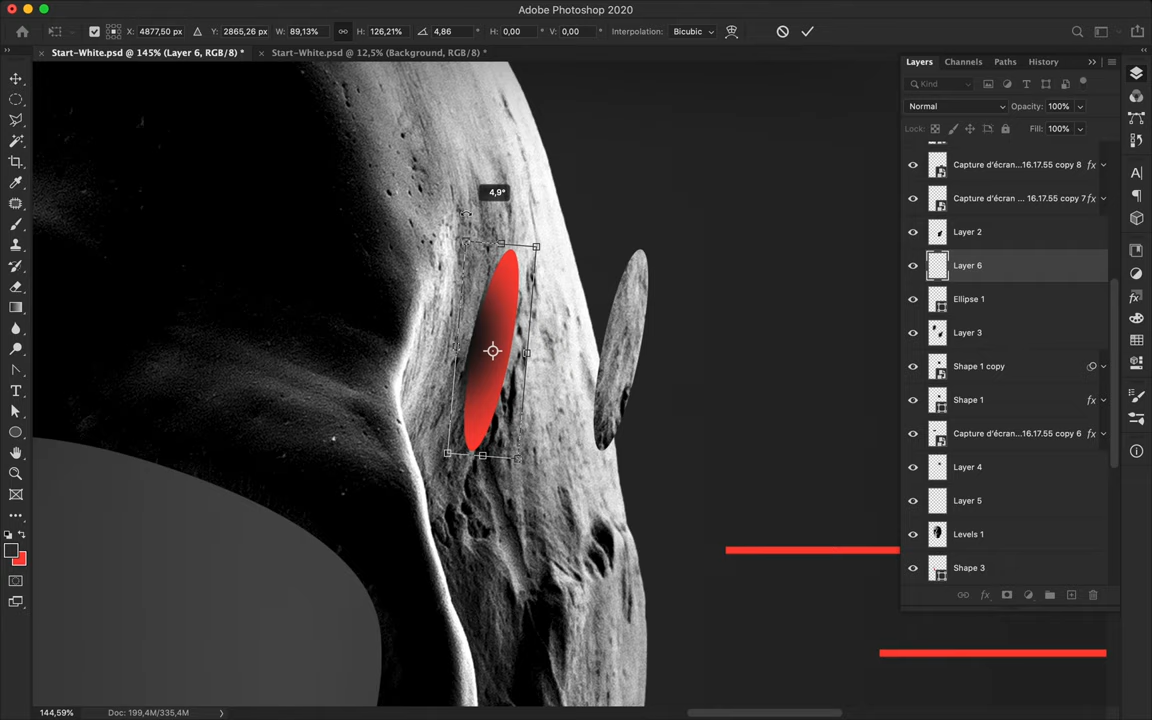 Adobe Photoshop 2020
X: 4877,50 px Y: 2865,26 px W: 89,13% H: 126,21% 4,86 ° H: 0,00 ° V: 0,00 ° Interpolation: Bicubic
Start-White.psd @ 145% (Layer 6, RGB/8) *
Start-White.psd @ 12,5% (Background, RGB/8) *
Layers Channels Paths History
Kind
Normal Opacity: 100%
Lock: Fill: 100%
Capture d'écran...16.17.55 copy 8 fx
Capture d'écran ... 16.17.55 copy 7 fx
4,9°
Layer 2
Layer 6
Ellipse 1
Layer 3
Shape 1 copy
Shape 1 fx
Capture d'écran...16.17.55 copy 6 fx
Layer 4
Layer 5
Levels 1
Shape 3
fx
144,59% Doc: 199,4M/335,4M